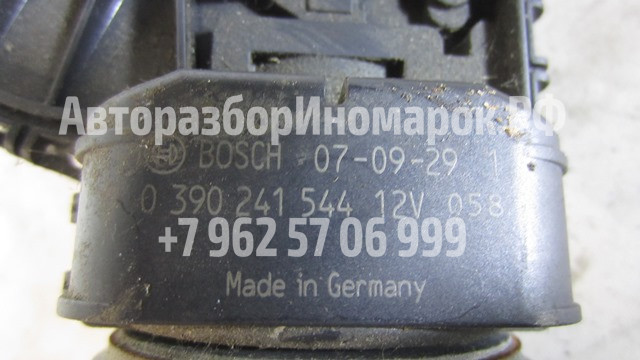 АвторазборИномарок.РФ
BOSCH 07-09-29 1
0 390 241 544 12V 058
+7 962 57 06 999
Made in Germany